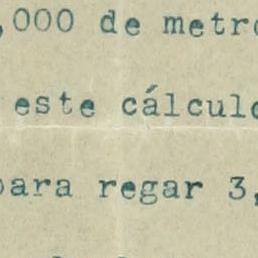 ,000 de metro
este cálculo
para regar 3,